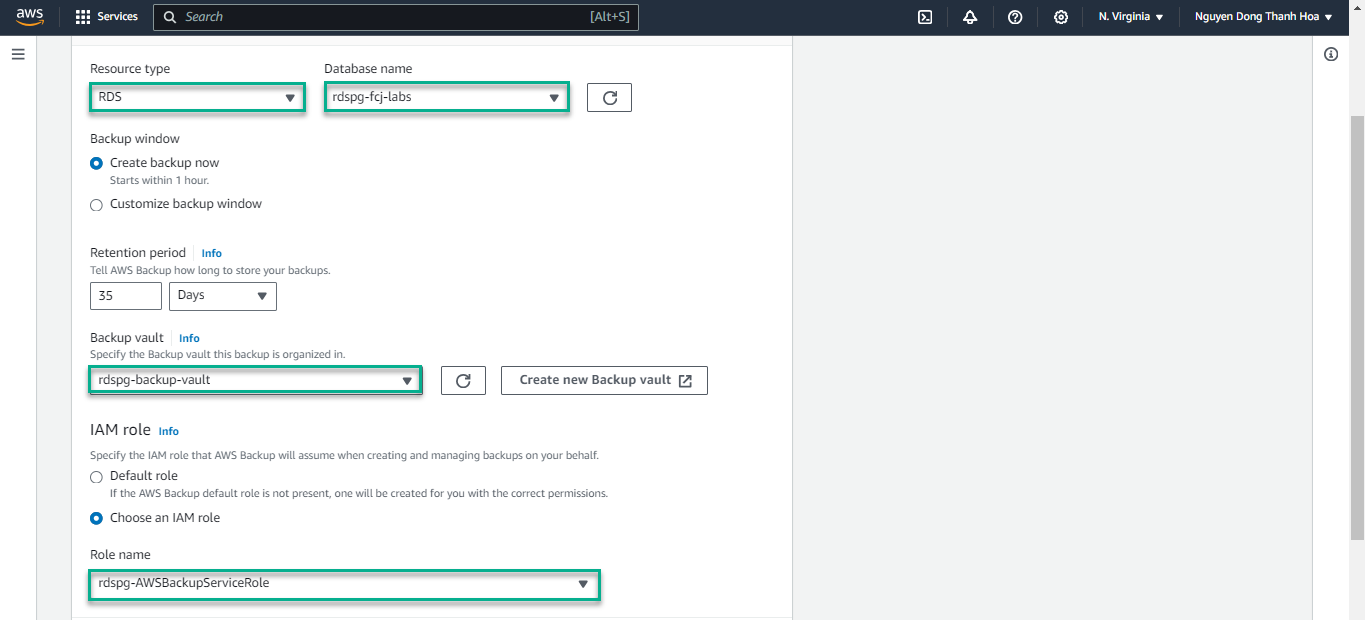 aws Services Search [Alt+S] N. Virginia Nguyen Dong Thanh Hoa
Resource type Database name
RDS rdspg-fcj-labs
Backup window
Create backup now
Starts within 1 hour.
Customize backup window
Retention period Info
Tell AWS Backup how long to store your backups.
35 Days
Backup vault Info
Specify the Backup vault this backup is organized in.
rdspg-backup-vault Create new Backup vault
IAM role Info
Specify the IAM role that AWS Backup will assume when creating and managing backups on your behalf.
Default role
If the AWS Backup default role is not present, one will be created for you with the correct permissions.
Choose an IAM role
Role name
rdspg-AWSBackupServiceRole